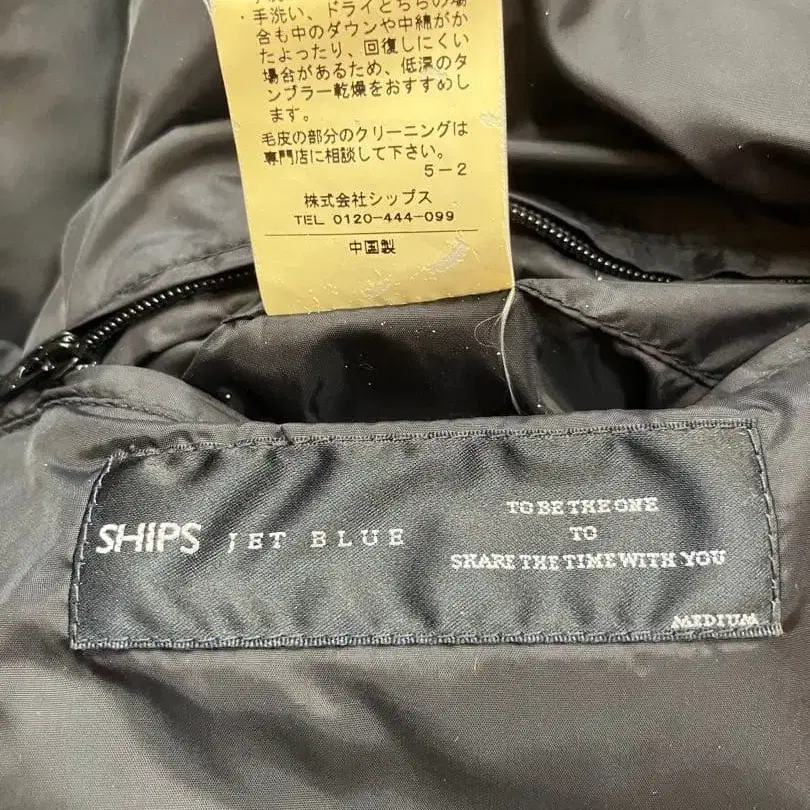 ・手洗い、ドライどちらの場
合も中のダウンや中綿がか
たよったり、回復しにくい
場合があるため、低温のタ
ンブラー乾燥をおすすめし
ます。
毛皮の部分のクリーニングは
専門店に相談して下さい。
5-2
株式会社シップス
TEL 0120-444-099
中国製
SHIPS JET BLUE
TO BE THE ONE
TO
SHARE THE TIME WITH YOU
MEDIUM